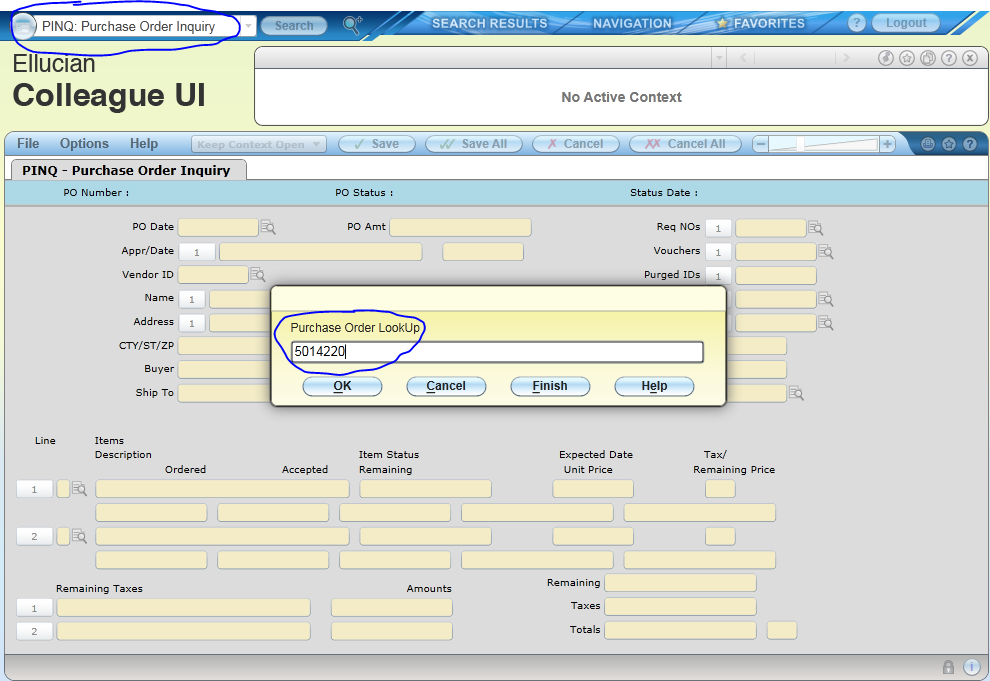 PINQ: Purchase Order Inquiry Search SEARCH RESULTS NAVIGATION FAVORITES ? Logout
Ellucian
Colleague UI
No Active Context
File Options Help Keep Context Open Save Save All Cancel Cancel All
PINQ - Purchase Order Inquiry
PO Number : PO Status : Status Date :
PO Date PO Amt Req NOs 1
Appr/Date 1 Vouchers 1
Vendor ID Purged IDs 1
Name 1
Address 1
CTY/ST/ZP
Buyer
Ship To
Purchase Order LookUp
5014220
OK Cancel Finish Help
Line Items
Description Item Status Expected Date Tax/
Ordered Accepted Remaining Unit Price Remaining Price
1
2
Remaining Taxes Amounts Remaining
1 Taxes
2 Totals